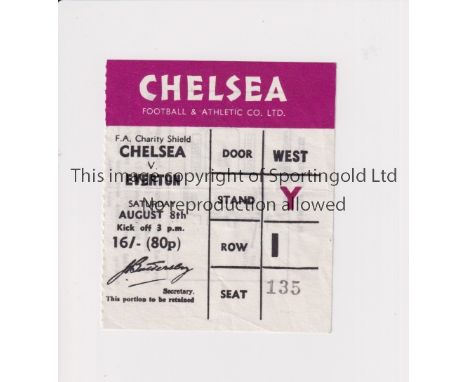 CHELSEA
FOOTBALL & ATHLETIC CO. LTD.
F.A. Charity Shield
CHELSEA
V.
EVERTON
SATURDAY
AUGUST 8th
Kick off 3 p.m.
16/- (80p)
Secretary.
This portion to be retained
DOOR WEST
STAND Y
ROW 1
SEAT 135
This image copyright of Sportingold Ltd
No reproduction allowed